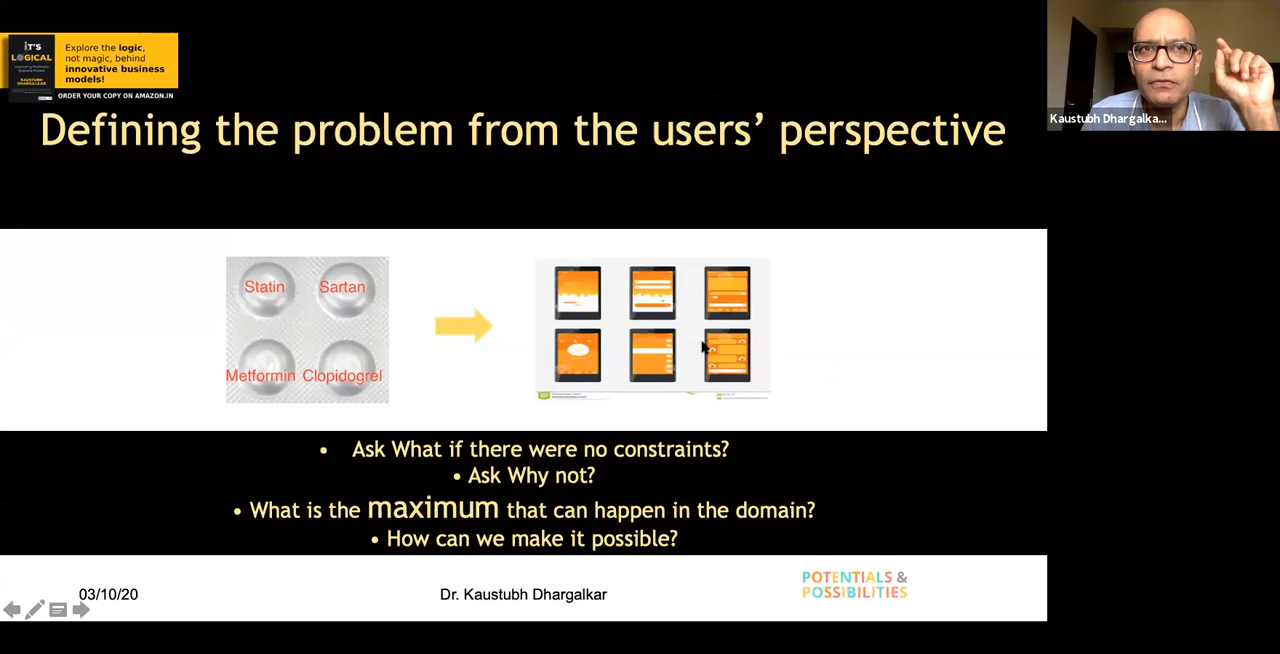 IT'S
LOGICAL
KAUSTUBH
DHARGALKAR
Explore the logic,
not magic, behind
innovative business
models!
ORDER YOUR COPY ON AMAZON.IN
Kaustubh Dhargalka...
Defining the problem from the users’ perspective
Statin Sartan
Metformin Clopidogrel
• Ask What if there were no constraints?
• Ask Why not?
• What is the maximum that can happen in the domain?
• How can we make it possible?
03/10/20
Dr. Kaustubh Dhargalkar
POTENTIALS &
POSSIBILITIES